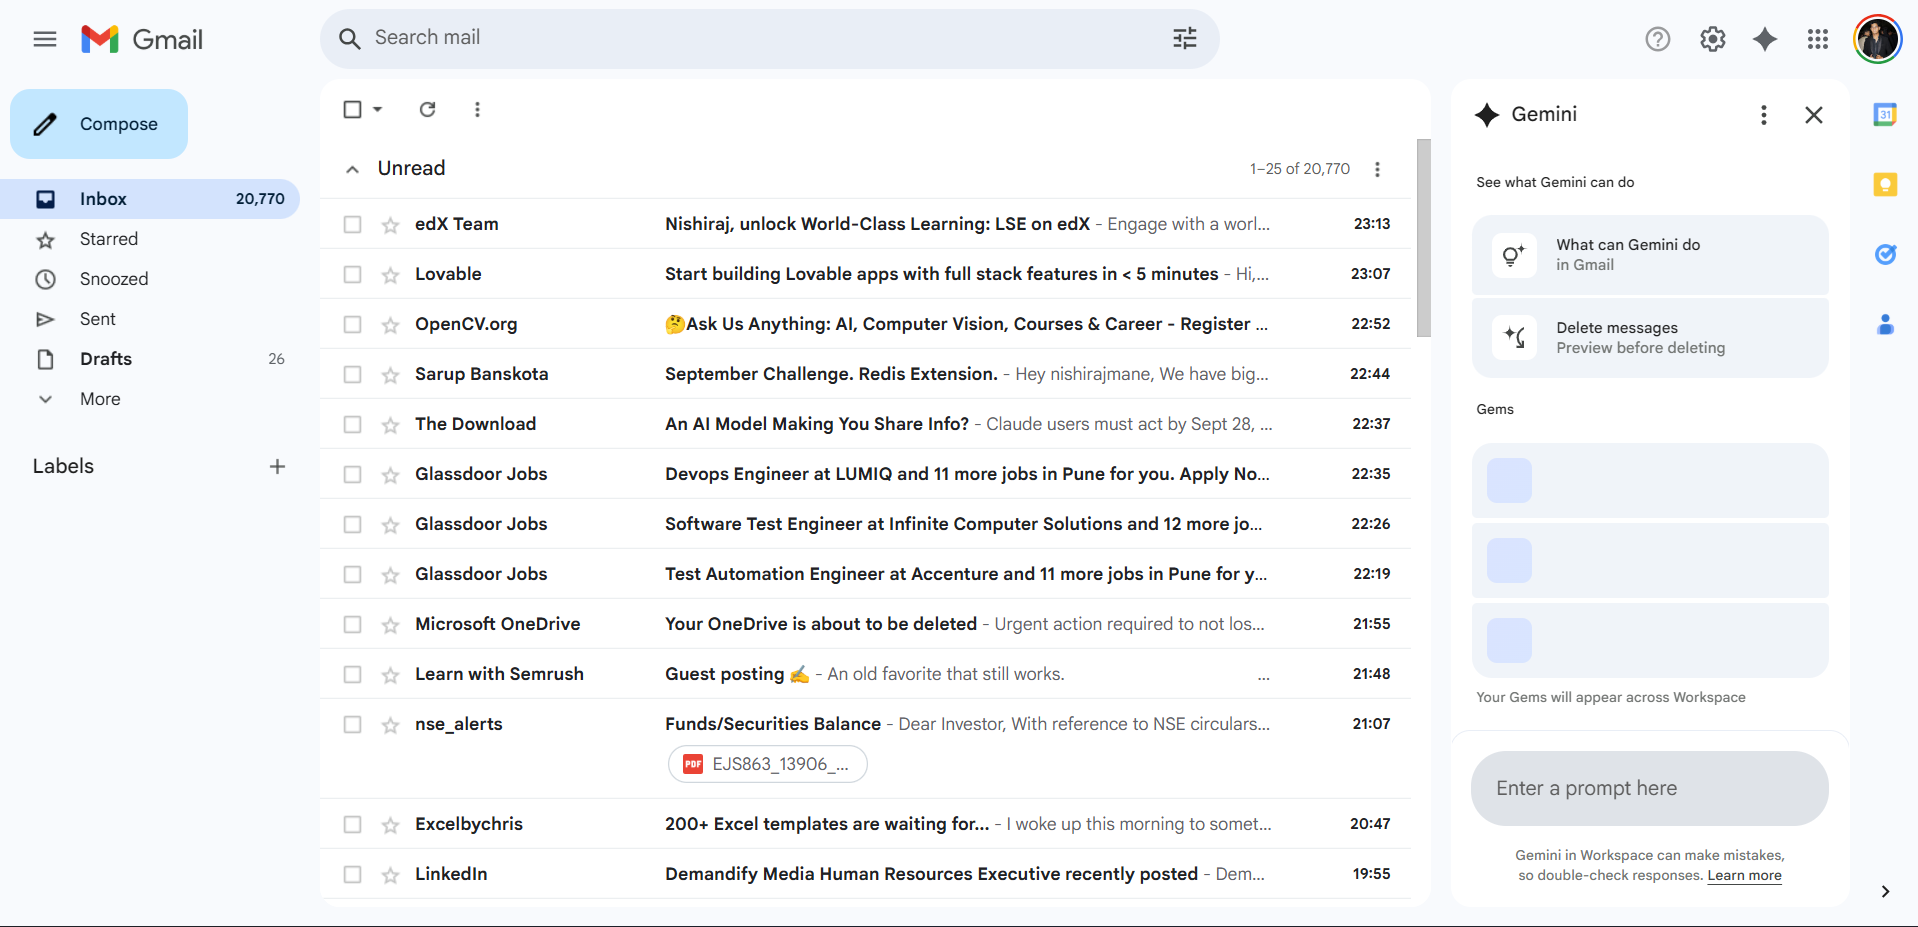 Gmail
Search mail
Compose
Inbox 20,770
Starred
Snoozed
Sent
Drafts 26
More
Labels
Unread 1–25 of 20,770
edX Team Nishiraj, unlock World-Class Learning: LSE on edX - Engage with a worl... 23:13
Lovable Start building Lovable apps with full stack features in < 5 minutes - Hi,... 23:07
OpenCV.org 🤔Ask Us Anything: AI, Computer Vision, Courses & Career - Register ... 22:52
Sarup Banskota September Challenge. Redis Extension. - Hey nishirajmane, We have big... 22:44
The Download An AI Model Making You Share Info? - Claude users must act by Sept 28, ... 22:37
Glassdoor Jobs Devops Engineer at LUMIQ and 11 more jobs in Pune for you. Apply No... 22:35
Glassdoor Jobs Software Test Engineer at Infinite Computer Solutions and 12 more jo... 22:26
Glassdoor Jobs Test Automation Engineer at Accenture and 11 more jobs in Pune for y... 22:19
Microsoft OneDrive Your OneDrive is about to be deleted - Urgent action required to not los... 21:55
Learn with Semrush Guest posting ✍️ - An old favorite that still works. ... 21:48
nse_alerts Funds/Securities Balance - Dear Investor, With reference to NSE circulars... 21:07
PDF EJS863_13906_...
Excelbychris 200+ Excel templates are waiting for... - I woke up this morning to somet... 20:47
LinkedIn Demandify Media Human Resources Executive recently posted - Dem... 19:55
Gemini
See what Gemini can do
What can Gemini do
in Gmail
Delete messages
Preview before deleting
Gems
Your Gems will appear across Workspace
Enter a prompt here
Gemini in Workspace can make mistakes,
so double-check responses. Learn more
31